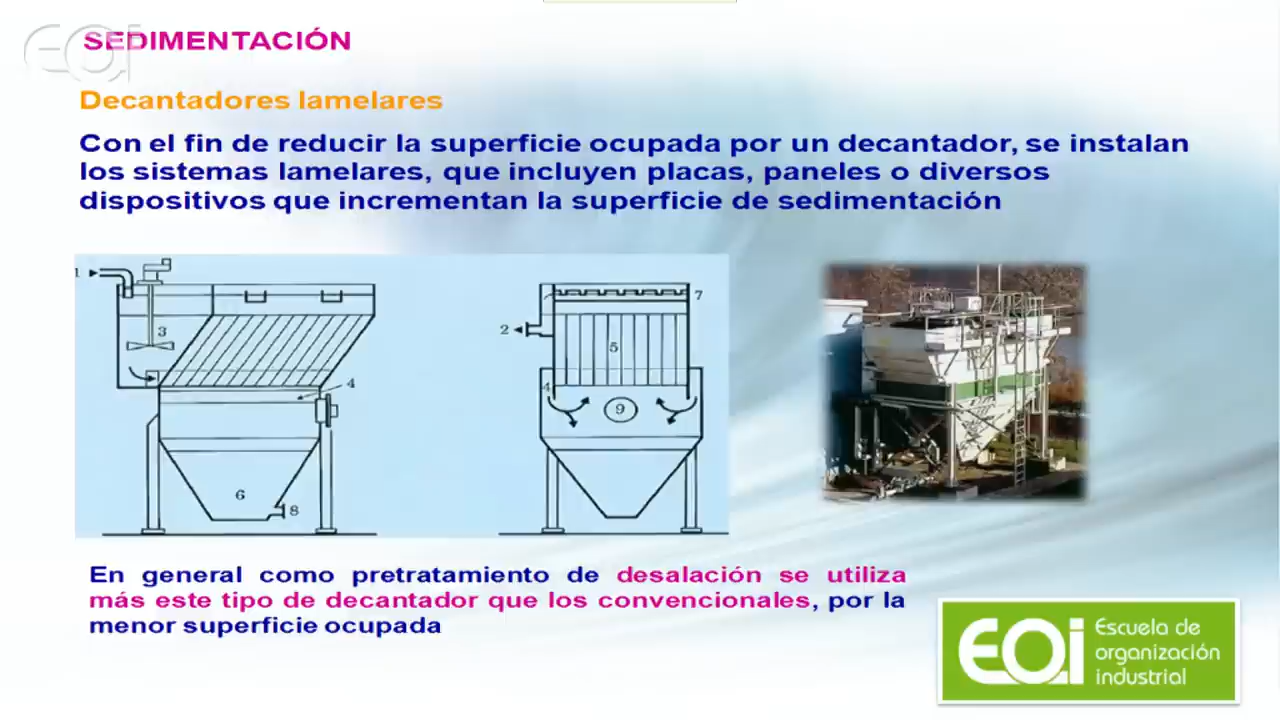 SEDIMENTACIÓN
Decantadores lamelares
Con el fin de reducir la superficie ocupada por un decantador, se instalan
los sistemas lamelares, que incluyen placas, paneles o diversos
dispositivos que incrementan la superficie de sedimentación
1
3
4
6
8
2
7
5
4
9
En general como pretratamiento de desalación se utiliza
más este tipo de decantador que los convencionales, por la
menor superficie ocupada
EOi
Escuela de
organización
industrial
EOi